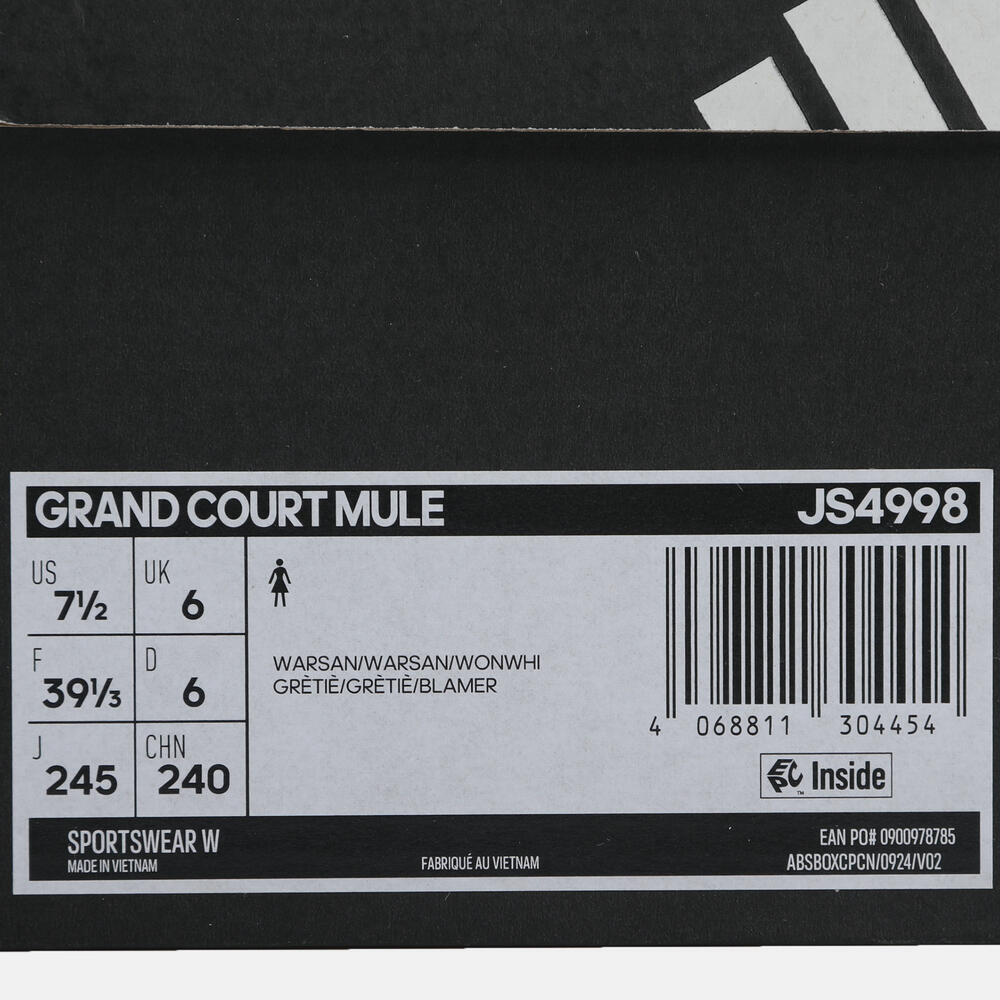 GRAND COURT MULE JS4998
US 7½ UK 6
F 39⅓ D 6
J 245 CHN 240
WARSAN/WARSAN/WONWHI
GRÈTIÈ/GRÈTIÈ/BLAMER
4 068811 304454
EPC Inside
™
SPORTSWEAR W
MADE IN VIETNAM
FABRIQUÉ AU VIETNAM
EAN PO# 0900978785
ABSBOXCPCN/0924/V02